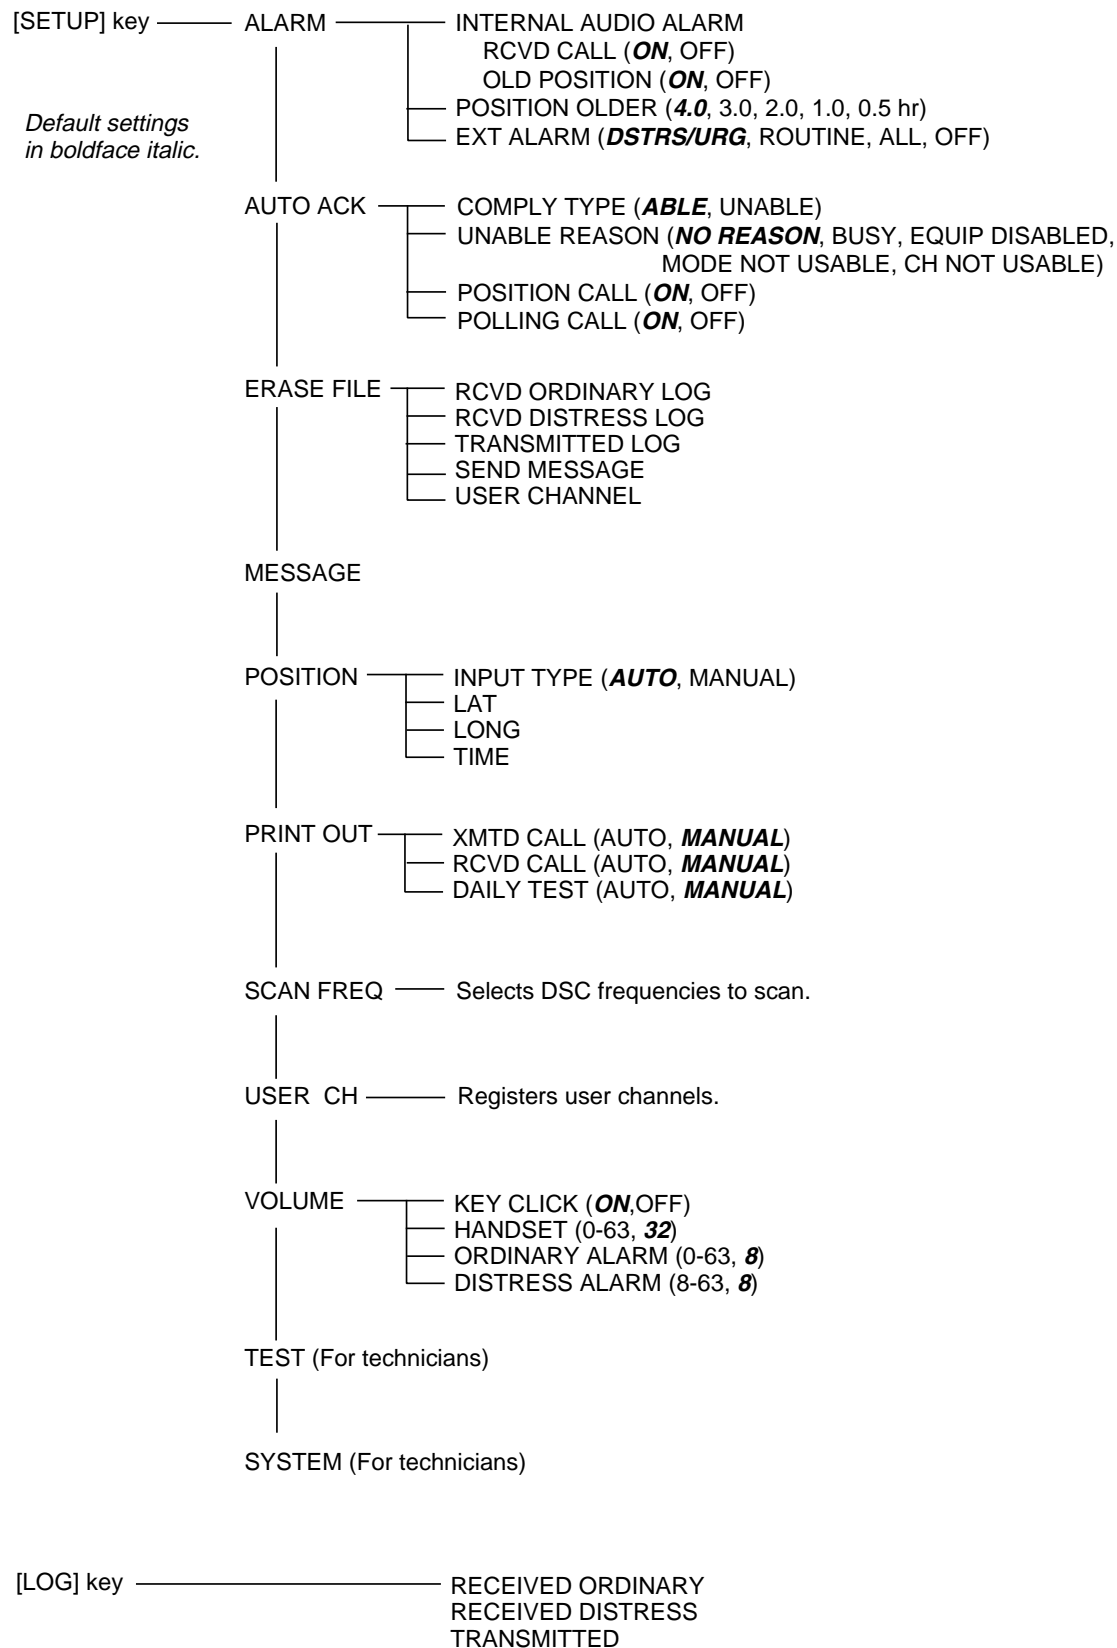 [SETUP] key
ALARM
INTERNAL AUDIO ALARM
RCVD CALL (ON, OFF)
OLD POSITION (ON, OFF)
POSITION OLDER (4.0, 3.0, 2.0, 1.0, 0.5 hr)
EXT ALARM (DSTRS/URG, ROUTINE, ALL, OFF)
Default settings
in boldface italic.
AUTO ACK
COMPLY TYPE (ABLE, UNABLE)
UNABLE REASON (NO REASON, BUSY, EQUIP DISABLED,
MODE NOT USABLE, CH NOT USABLE)
POSITION CALL (ON, OFF)
POLLING CALL (ON, OFF)
ERASE FILE
RCVD ORDINARY LOG
RCVD DISTRESS LOG
TRANSMITTED LOG
SEND MESSAGE
USER CHANNEL
MESSAGE
POSITION
INPUT TYPE (AUTO, MANUAL)
LAT
LONG
TIME
PRINT OUT
XMTD CALL (AUTO, MANUAL)
RCVD CALL (AUTO, MANUAL)
DAILY TEST (AUTO, MANUAL)
SCAN FREQ
Selects DSC frequencies to scan.
USER CH
Registers user channels.
VOLUME
KEY CLICK (ON,OFF)
HANDSET (0-63, 32)
ORDINARY ALARM (0-63, 8)
DISTRESS ALARM (8-63, 8)
TEST (For technicians)
SYSTEM (For technicians)
[LOG] key
RECEIVED ORDINARY
RECEIVED DISTRESS
TRANSMITTED